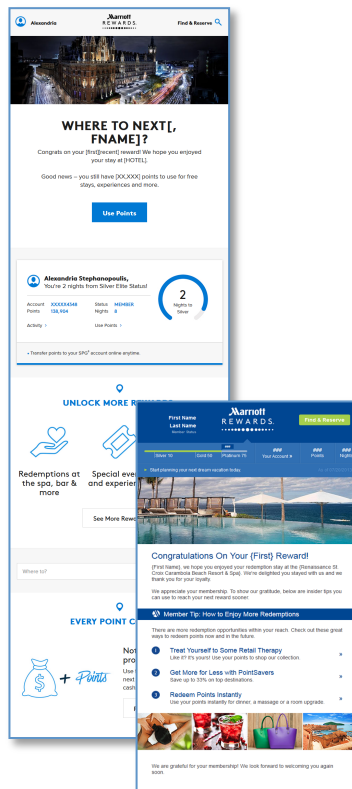 Alexandria
Marriott
REWARDS.
Find & Reserve
WHERE TO NEXT[,
FNAME]?
Congrats on your [first][recent] reward! We hope you enjoyed
your stay at [HOTEL].
Good news – you still have [XX,XXX] points to use for free
stays, experiences and more.
Use Points
Alexandria Stephanopoulis,
You're 2 nights from Silver Elite Status!
Account XXXXX4548
Status MEMBER
Points 138,904
Nights 8
Activity ›
Use Points ›
2
Nights to
Silver
• Transfer points to your SPG® account online anytime.
UNLOCK MORE RE
Redemptions at
the spa, bar &
more
Special eve
and experien
See More Rewa
Where to?
EVERY POINT C
$ + Points
Not
pro
Use
next
cash
First Name
Last Name
Member Status
Marriott
REWARDS.
Find & Reserve
###
Silver 10
Gold 50
Platinum 75
Your Account »
###
Points
###
Night
» Start planning your next dream vacation today.
Congratulations On Your {First} Reward!
{First Name}, we hope you enjoyed your redemption stay at the {Renaissance St.
Croix Carambola Beach Resort & Spa}. We're delighted you stayed with us and we
thank you for your loyalty.
We appreciate your membership. To show our gratitude, below are insider tips you
can use to reach your next reward sooner.
Member Tip: How to Enjoy More Redemptions
There are more redemption opportunities within your reach. Check out these great
ways to redeem points now and in the future.
1 Treat Yourself to Some Retail Therapy
Like it? It's yours! Use your points to shop our collection.
»
2 Get More for Less with PointSavers
Save up to 33% on top destinations.
»
3 Redeem Points Instantly
Use your points instantly for dinner, a massage or a room upgrade.
»
We are grateful for your membership! We look forward to welcoming you again
soon.